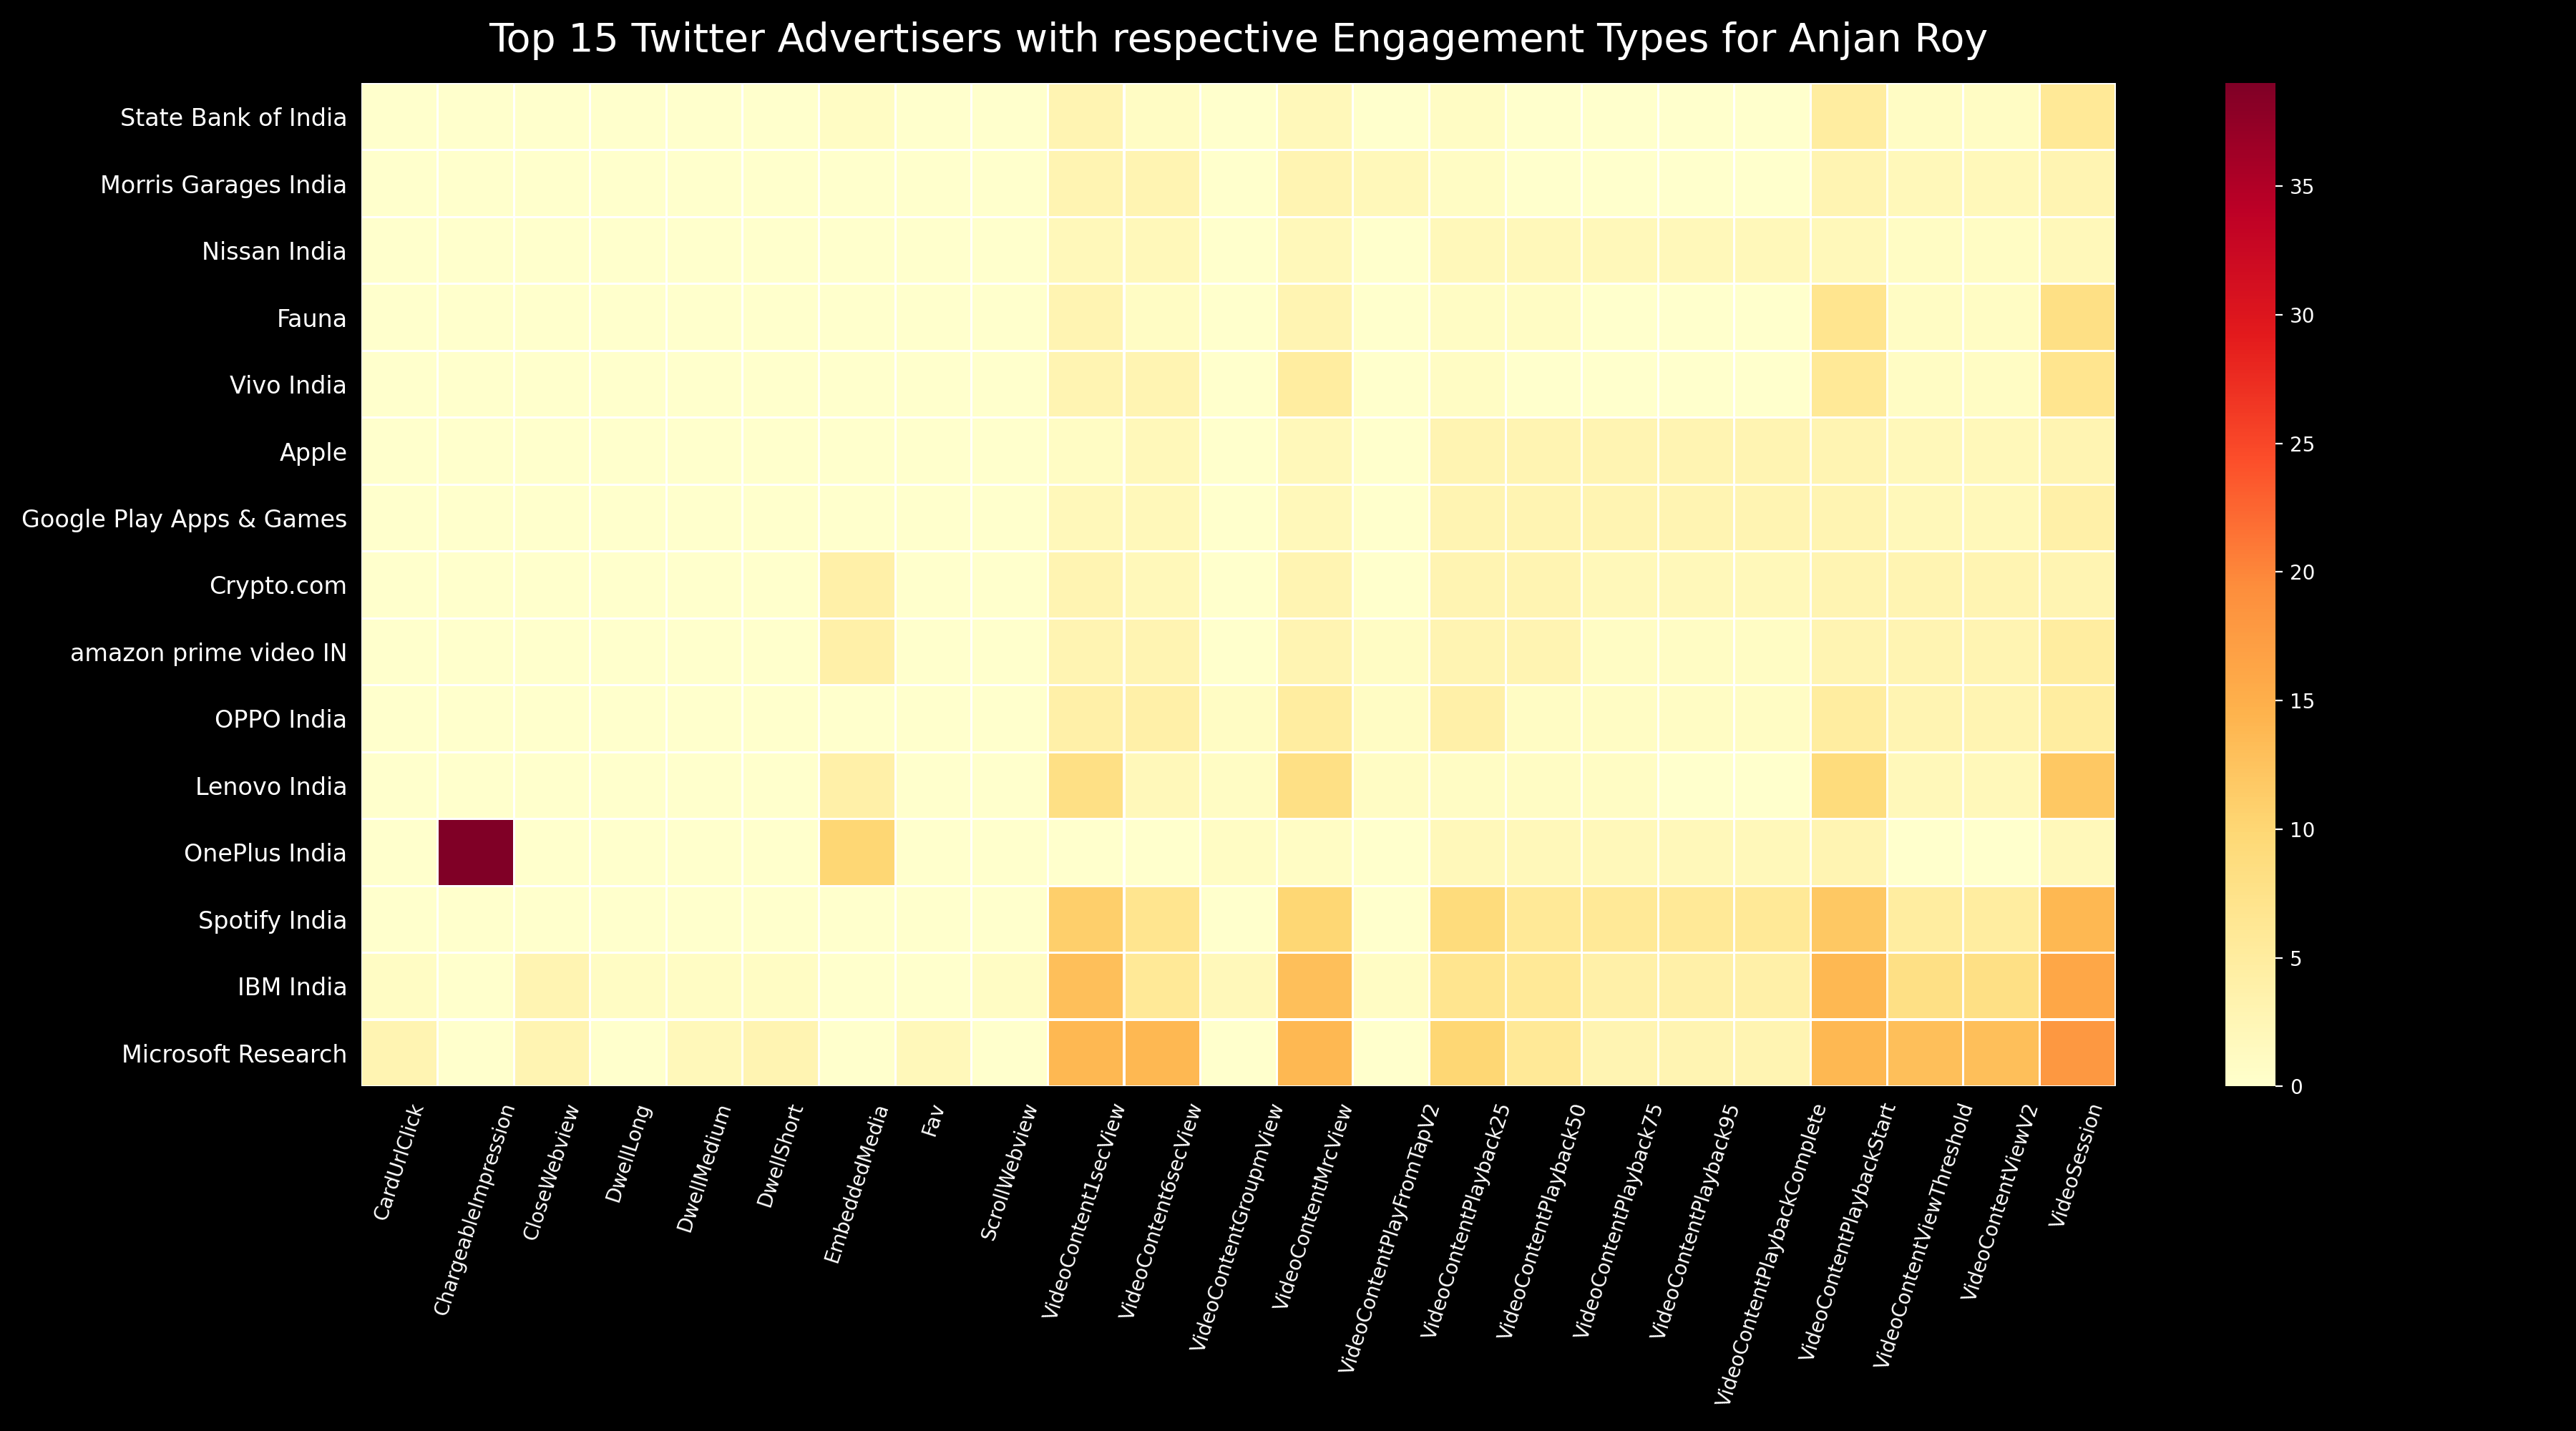 Top 15 Twitter Advertisers with respective Engagement Types for Anjan Roy
State Bank of India
Morris Garages India
Nissan India
Fauna
Vivo India
Apple
Google Play Apps & Games
Crypto.com
amazon prime video IN
OPPO India
Lenovo India
OnePlus India
Spotify India
IBM India
Microsoft Research
CardUrlClick
ChargeableImpression
CloseWebview
DwellLong
DwellMedium
DwellShort
EmbeddedMedia
Fav
ScrollWebview
VideoContent1secView
VideoContent6secView
VideoContentGroupmView
VideoContentMrcView
VideoContentPlayFromTapV2
VideoContentPlayback25
VideoContentPlayback50
VideoContentPlayback75
VideoContentPlayback95
VideoContentPlaybackComplete
VideoContentPlaybackStart
VideoContentViewThreshold
VideoContentViewV2
VideoSession
35
30
25
20
15
10
5
0